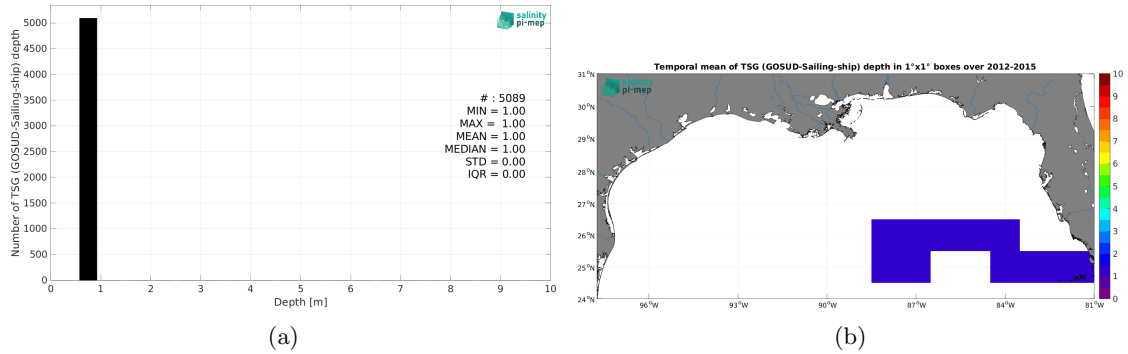 5000
4500
4000
3500
3000
2500
2000
1500
1000
500
0
Number of TSG (GOSUD-Sailing-ship) depth
salinity
pi-mep
# : 5089
MIN = 1.00
MAX = 1.00
MEAN = 1.00
MEDIAN = 1.00
STD = 0.00
IQR = 0.00
0 1 2 3 4 5 6 7 8 9 10
Depth [m]
(a)
Temporal mean of TSG (GOSUD-Sailing-ship) depth in 1°x1° boxes over 2012-2015
salinity
pi-mep
31°N
30°N
29°N
28°N
27°N
26°N
25°N
24°N
96°W 93°W 90°W 87°W 84°W 81°W
10
9
8
7
6
5
4
3
2
1
0
(b)